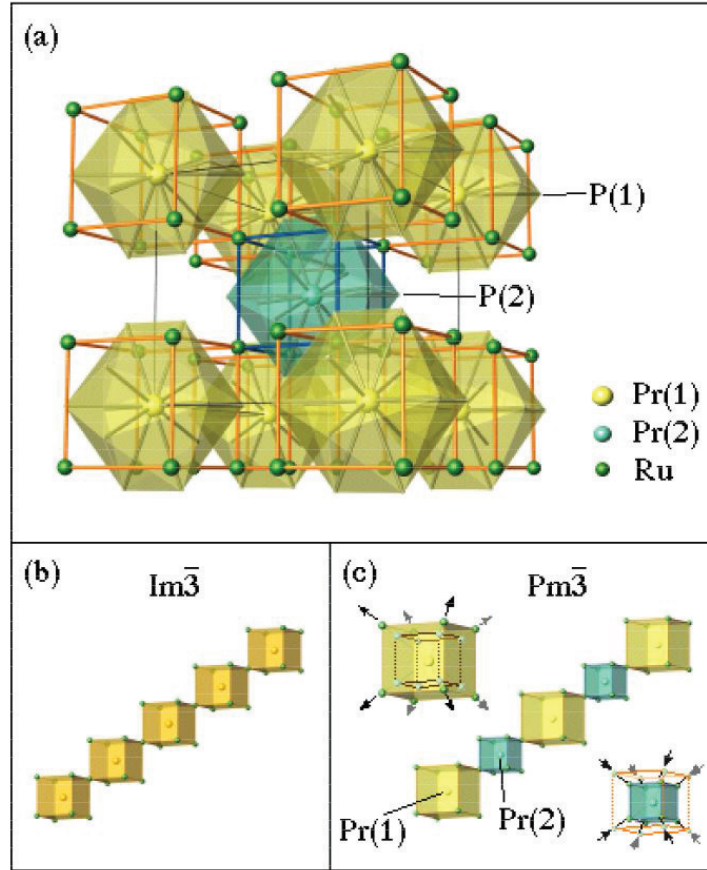 (a)
P(1)
P(2)
Pr(1)
Pr(2)
Ru
(b)
Im3̅
(c)
Pm3̅
Pr(1)
Pr(2)